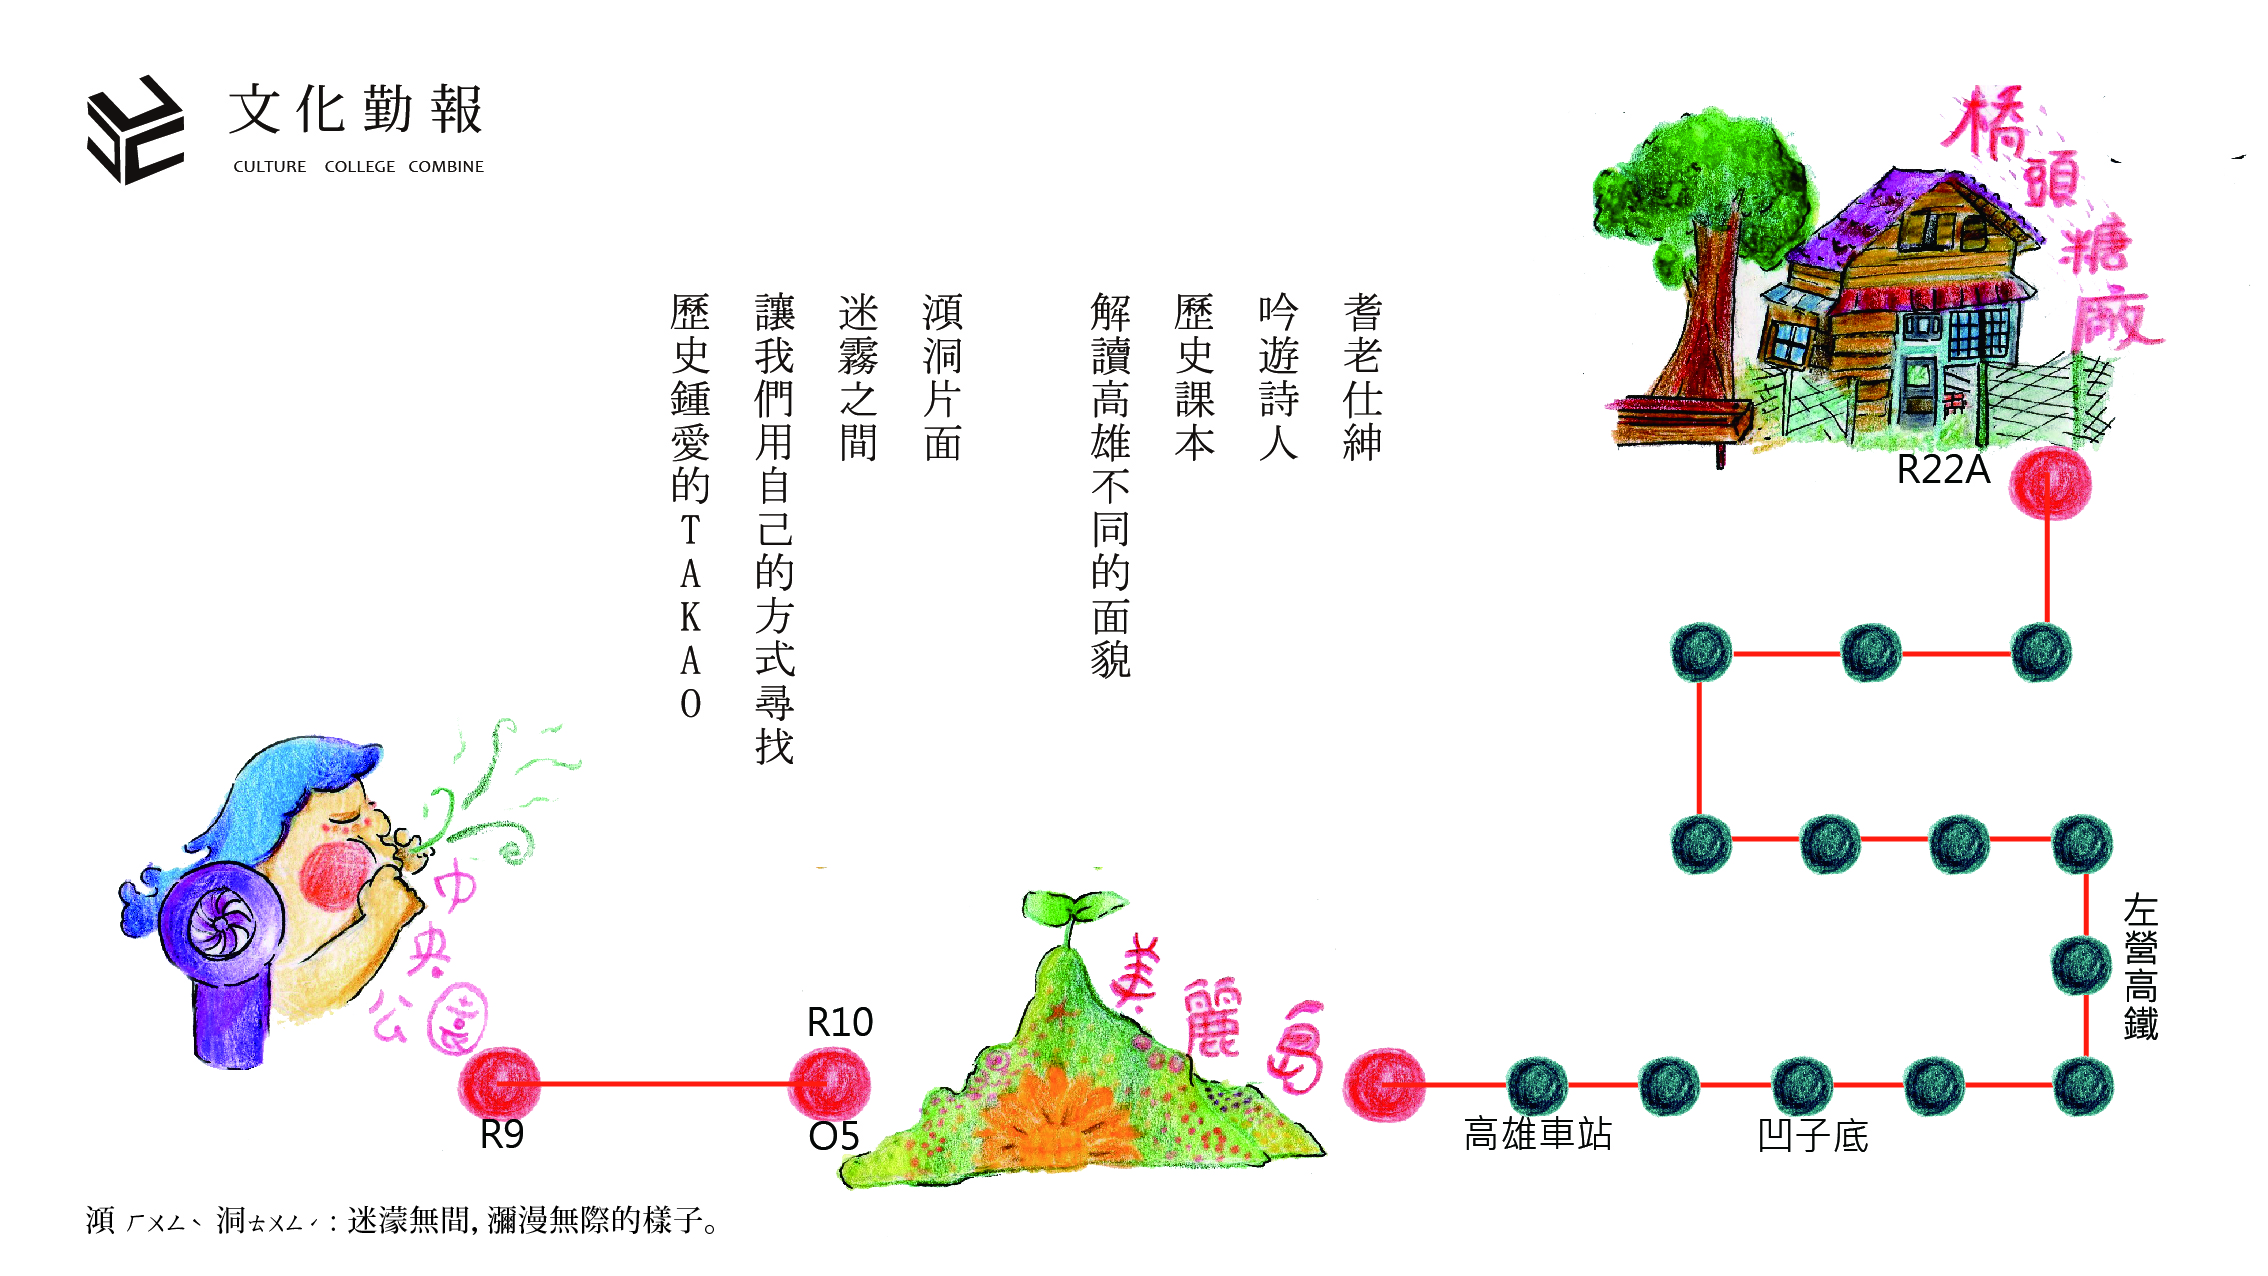 文化勤報
CULTURE COLLEGE COMBINE
橋頭糖廠
耆老仕紳
吟遊詩人
歷史課本
解讀高雄不同的面貌
澒洞片面
迷霧之間
讓我們用自己的方式尋找
歷史鍾愛的TAKAO
R22A
左營高鐵
凹子底
高雄車站
美麗島
R10
O5
中央公園
R9
澒ㄏㄨㄥˋ 洞ㄊㄨㄥˊ: 迷濛無間, 瀰漫無際的樣子。